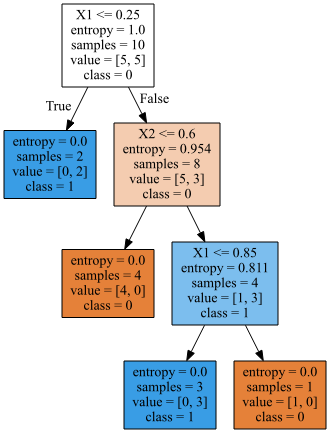 X1 <= 0.25
entropy = 1.0
samples = 10
value = [5, 5]
class = 0
True
False
entropy = 0.0
samples = 2
value = [0, 2]
class = 1
X2 <= 0.6
entropy = 0.954
samples = 8
value = [5, 3]
class = 0
entropy = 0.0
samples = 4
value = [4, 0]
class = 0
X1 <= 0.85
entropy = 0.811
samples = 4
value = [1, 3]
class = 1
entropy = 0.0
samples = 3
value = [0, 3]
class = 1
entropy = 0.0
samples = 1
value = [1, 0]
class = 0